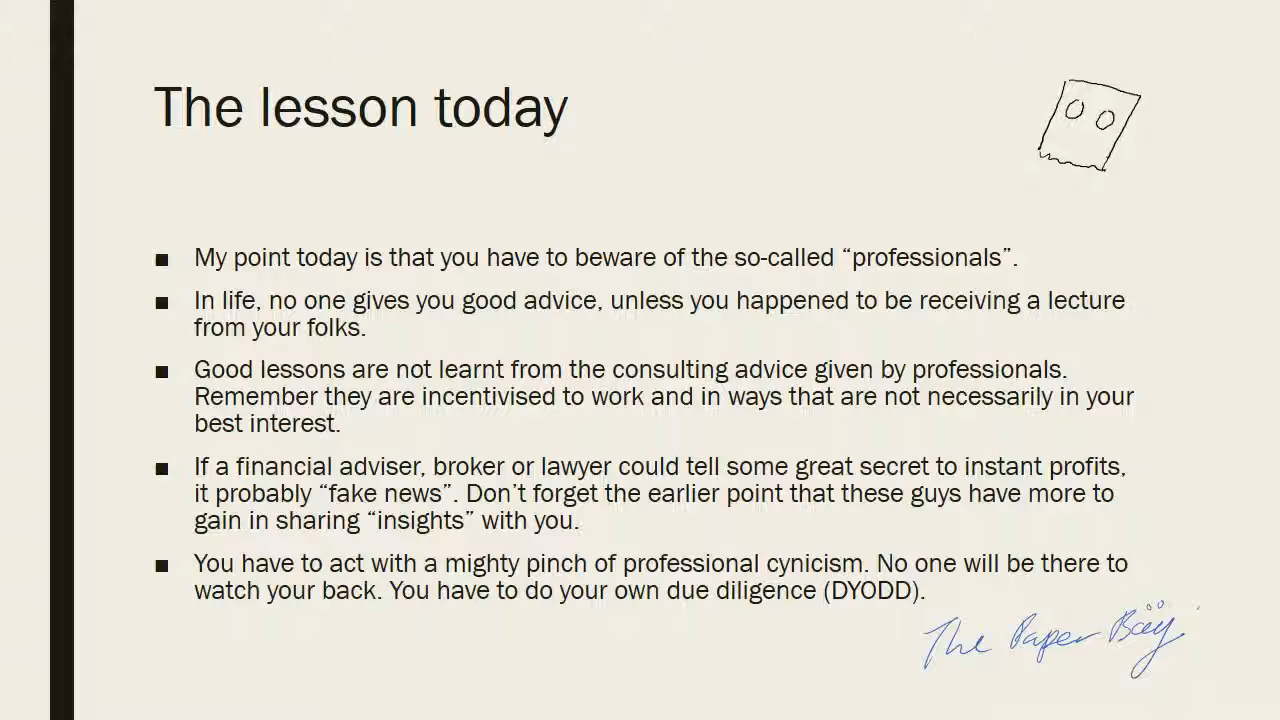 The lesson today
■ My point today is that you have to beware of the so-called “professionals”.
■ In life, no one gives you good advice, unless you happened to be receiving a lecture
from your folks.
■ Good lessons are not learnt from the consulting advice given by professionals.
Remember they are incentivised to work and in ways that are not necessarily in your
best interest.
■ If a financial adviser, broker or lawyer could tell some great secret to instant profits,
it probably “fake news”. Don’t forget the earlier point that these guys have more to
gain in sharing “insights” with you.
■ You have to act with a mighty pinch of professional cynicism. No one will be there to
watch your back. You have to do your own due diligence (DYODD).
The Paper Bäg